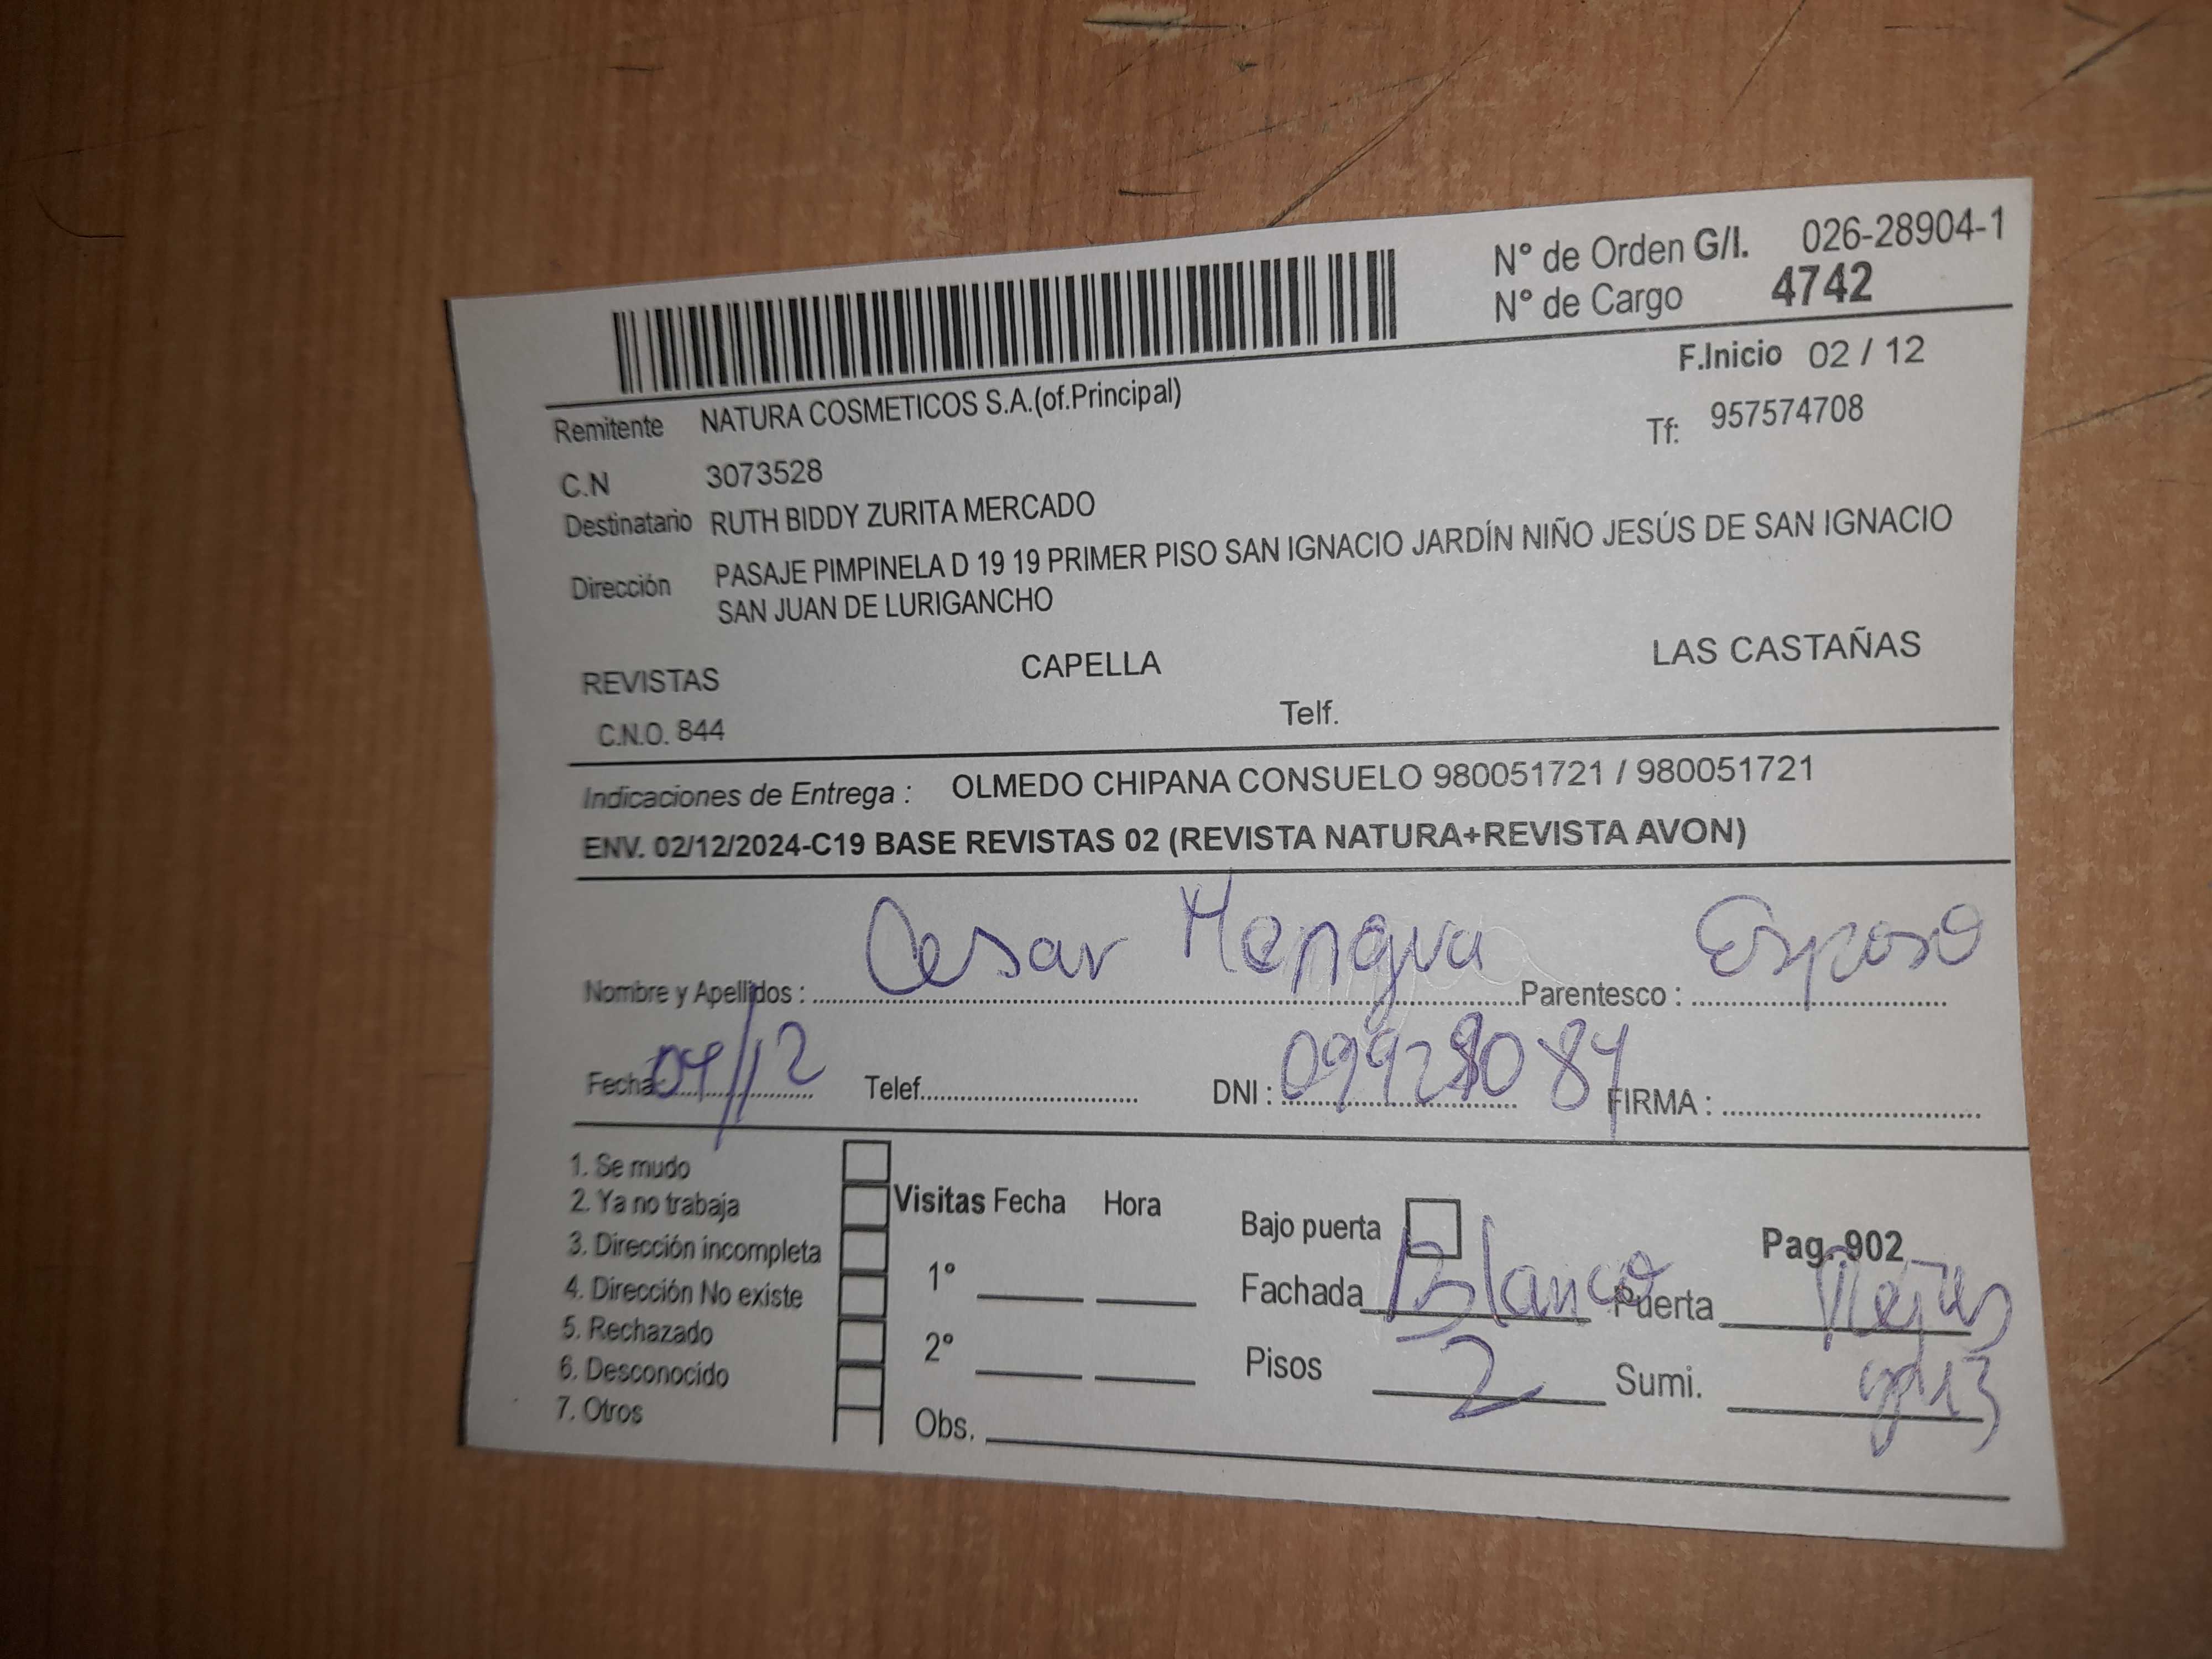 N° de Orden G/I. 026-28904-1
N° de Cargo 4742
F.Inicio 02 / 12
Remitente NATURA COSMETICOS S.A.(of.Principal)
Tf: 957574708
C.N 3073528
Destinatario RUTH BIDDY ZURITA MERCADO
Dirección PASAJE PIMPINELA D 19 19 PRIMER PISO SAN IGNACIO JARDÍN NIÑO JESÚS DE SAN IGNACIO
SAN JUAN DE LURIGANCHO
REVISTAS CAPELLA LAS CASTAÑAS
C.N.O. 844 Telf.
Indicaciones de Entrega : OLMEDO CHIPANA CONSUELO 980051721 / 980051721
ENV. 02/12/2024-C19 BASE REVISTAS 02 (REVISTA NATURA+REVISTA AVON)
Nombre y Apellidos : Cesar Mengua Parentesco : Esposo
Fecha: 04/12 Telef. DNI : FIRMA :
1. Se mudo
2. Ya no trabaja
3. Dirección incompleta
4. Dirección No existe
5. Rechazado
6. Desconocido
7. Otros
Visitas Fecha Hora
1°
2°
Obs.
Bajo puerta Pag. 902
Fachada Blanco Puerta Rejas
Pisos 2 Sumi.